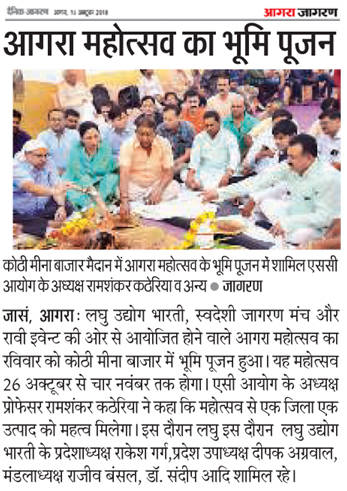 दैनिक जागरण आगरा, 15 अक्टूबर 2018
आगरा जागरण
आगरा महोत्सव का भूमि पूजन
कोठी मीना बाजार मैदान में आगरा महोत्सव के भूमि पूजन में शामिल एससी
आयोग के अध्यक्ष रामशंकर कठेरिया व अन्य ● जागरण
जासं, आगरा: लघु उद्योग भारती, स्वदेशी जागरण मंच और
रावी इवेन्ट की ओर से आयोजित होने वाले आगरा महोत्सव का
रविवार को कोठी मीना बाजार में भूमि पूजन हुआ। यह महोत्सव
26 अक्टूबर से चार नवंबर तक होगा। एसी आयोग के अध्यक्ष
प्रोफेसर रामशंकर कठेरिया ने कहा कि महोत्सव से एक जिला एक
उत्पाद को महत्व मिलेगा। इस दौरान लघु इस दौरान लघु उद्योग
भारती के प्रदेशाध्यक्ष राकेश गर्ग,प्रदेश उपाध्यक्ष दीपक अग्रवाल,
मंडलाध्यक्ष राजीव बंसल, डॉ. संदीप आदि शामिल रहे।